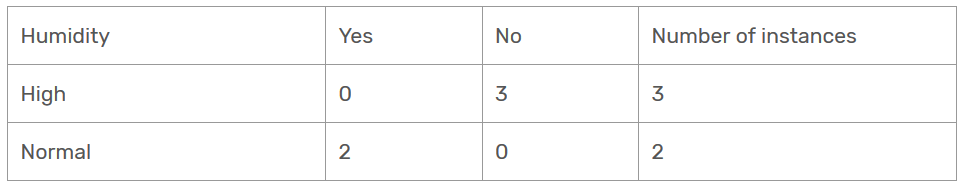 Humidity Yes No Number of instances
High 0 3 3
Normal 2 0 2